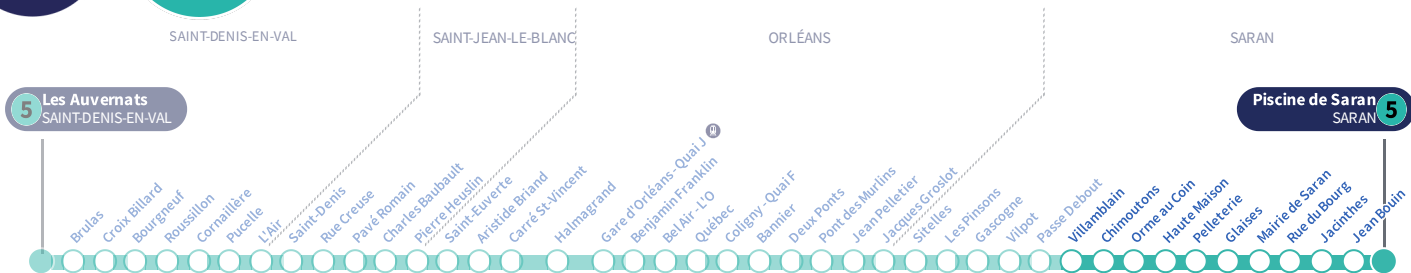 SAINT-DENIS-EN-VAL
SAINT-JEAN-LE-BLANC
ORLÉANS
SARAN
5
Les Auvernats
SAINT-DENIS-EN-VAL
Piscine de Saran
SARAN
5
Brulas
Croix Billard
Bourgneuf
Roussillon
Cornaillère
Pucelle
L'Air
Saint-Denis
Rue Creuse
Pavé Romain
Charles Baubault
Pierre Heuslin
Saint-Euverte
Aristide Briand
Carré St-Vincent
Halmagrand
Gare d'Orléans - Quai J
Benjamin Franklin
Bel Air - L'O
Québec
Coligny - Quai F
Bannier
Deux Ponts
Pont des Murlins
Jean Pelletier
Jacques Groslot
Sitelles
Les Pinsons
Gascogne
Vilpot
Passe Debout
Villamblain
Chimoutons
Orme au Coin
Haute Maison
Pelleterie
Glaises
Mairie de Saran
Rue du Bourg
Jacinthes
Jean Bouin